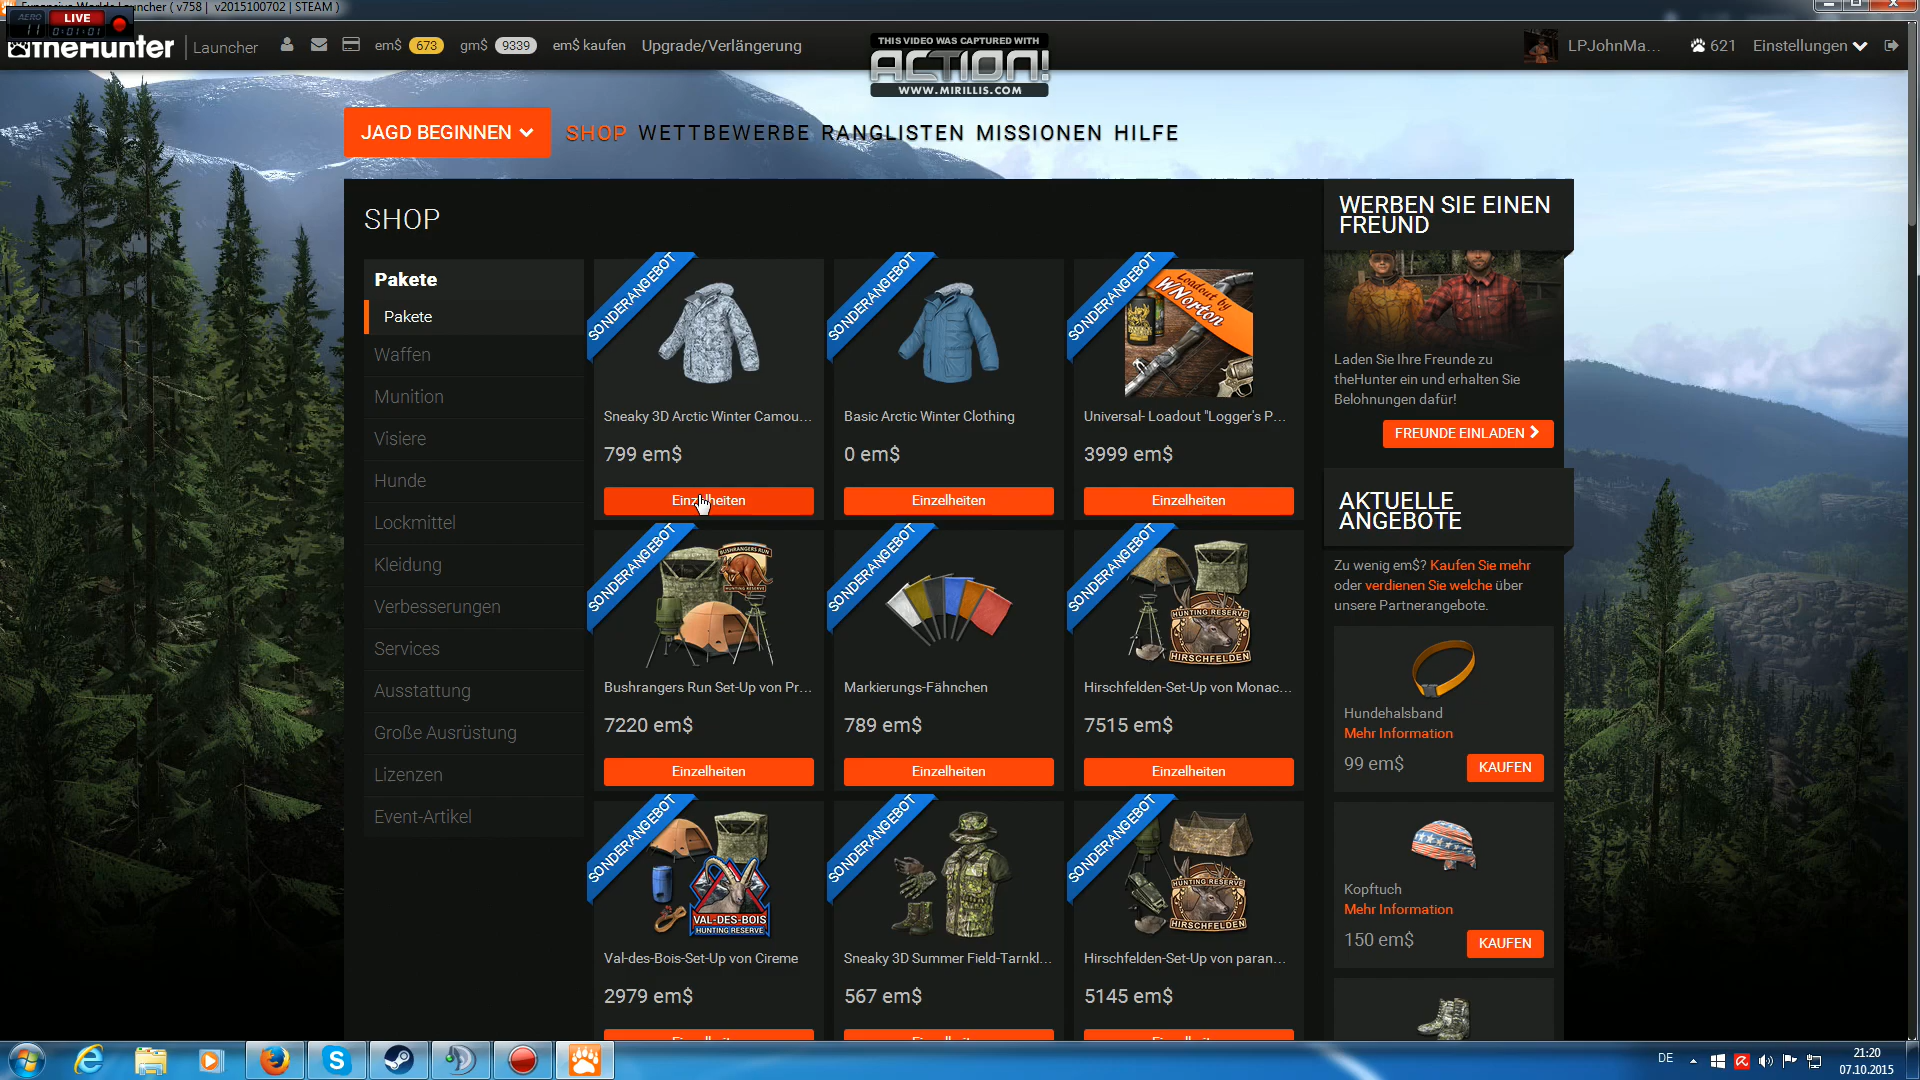 Launcher ( v758 | v2015100702 | STEAM )
AERO
11
LIVE
0:01:01
theHunter
Launcher
em$ 673
gm$ 9339
em$ kaufen
Upgrade/Verlängerung
THIS VIDEO WAS CAPTURED WITH
ACTION!
WWW.MIRILLIS.COM
LPJohnMa...
621
Einstellungen
JAGD BEGINNEN
SHOP
WETTBEWERBE
RANGLISTEN
MISSIONEN
HILFE
SHOP
Pakete
Pakete
Waffen
Munition
Visiere
Hunde
Lockmittel
Kleidung
Verbesserungen
Services
Ausstattung
Große Ausrüstung
Lizenzen
Event-Artikel
SONDERANGEBOT
Sneaky 3D Arctic Winter Camou...
799 em$
Einzelheiten
SONDERANGEBOT
Basic Arctic Winter Clothing
0 em$
Einzelheiten
SONDERANGEBOT
Loadout by
WNorton
Universal- Loadout "Logger's P...
3999 em$
Einzelheiten
SONDERANGEBOT
BUSHRANGERS RUN
HUNTING RESERVE
Bushrangers Run Set-Up von Pr...
7220 em$
Einzelheiten
SONDERANGEBOT
Markierungs-Fähnchen
789 em$
Einzelheiten
SONDERANGEBOT
HUNTING RESERVE
HIRSCHFELDEN
Hirschfelden-Set-Up von Monac...
7515 em$
Einzelheiten
SONDERANGEBOT
VAL-DES-BOIS
HUNTING RESERVE
Val-des-Bois-Set-Up von Cireme
2979 em$
Einzelheiten
SONDERANGEBOT
Sneaky 3D Summer Field-Tarnkl...
567 em$
Einzelheiten
SONDERANGEBOT
HUNTING RESERVE
HIRSCHFELDEN
Hirschfelden-Set-Up von paran...
5145 em$
Einzelheiten
WERBEN SIE EINEN
FREUND
Laden Sie Ihre Freunde zu
theHunter ein und erhalten Sie
Belohnungen dafür!
FREUNDE EINLADEN
AKTUELLE
ANGEBOTE
Zu wenig em$? Kaufen Sie mehr
oder verdienen Sie welche über
unsere Partnerangebote.
Hundehalsband
Mehr Information
99 em$
KAUFEN
Kopftuch
Mehr Information
150 em$
KAUFEN
DE
21:20
07.10.2015